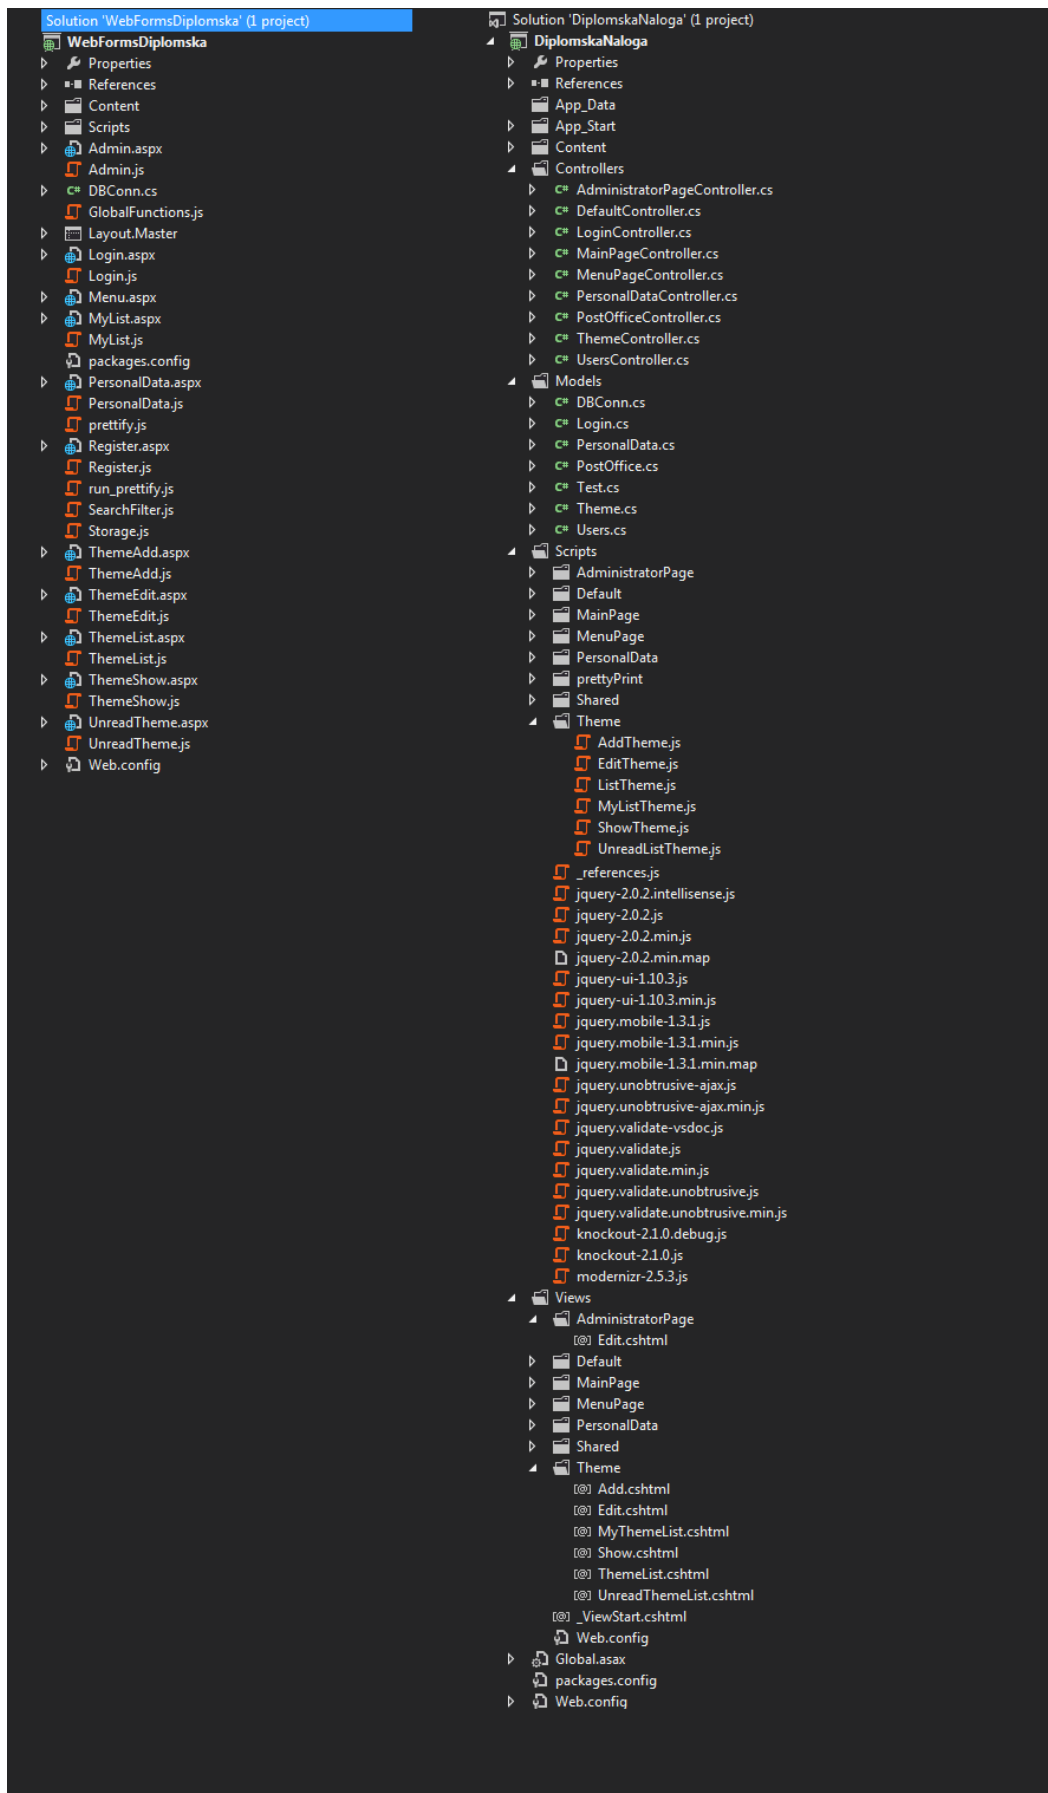 Solution 'WebFormsDiplomska' (1 project)
WebFormsDiplomska
Properties
References
Content
Scripts
Admin.aspx
Admin.js
DBConn.cs
GlobalFunctions.js
Layout.Master
Login.aspx
Login.js
Menu.aspx
MyList.aspx
MyList.js
packages.config
PersonalData.aspx
PersonalData.js
prettify.js
Register.aspx
Register.js
run_prettify.js
SearchFilter.js
Storage.js
ThemeAdd.aspx
ThemeAdd.js
ThemeEdit.aspx
ThemeEdit.js
ThemeList.aspx
ThemeList.js
ThemeShow.aspx
ThemeShow.js
UnreadTheme.aspx
UnreadTheme.js
Web.config
Solution 'DiplomskaNaloga' (1 project)
DiplomskaNaloga
Properties
References
App_Data
App_Start
Content
Controllers
C# AdministratorPageController.cs
C# DefaultController.cs
C# LoginController.cs
C# MainPageController.cs
C# MenuPageController.cs
C# PersonalDataController.cs
C# PostOfficeController.cs
C# ThemeController.cs
C# UsersController.cs
Models
C# DBConn.cs
C# Login.cs
C# PersonalData.cs
C# PostOffice.cs
C# Test.cs
C# Theme.cs
C# Users.cs
Scripts
AdministratorPage
Default
MainPage
MenuPage
PersonalData
prettyPrint
Shared
Theme
AddTheme.js
EditTheme.js
ListTheme.js
MyListTheme.js
ShowTheme.js
UnreadListTheme.js
_references.js
jquery-2.0.2.intellisense.js
jquery-2.0.2.js
jquery-2.0.2.min.js
jquery-2.0.2.min.map
jquery-ui-1.10.3.js
jquery-ui-1.10.3.min.js
jquery.mobile-1.3.1.js
jquery.mobile-1.3.1.min.js
jquery.mobile-1.3.1.min.map
jquery.unobtrusive-ajax.js
jquery.unobtrusive-ajax.min.js
jquery.validate-vsdoc.js
jquery.validate.js
jquery.validate.min.js
jquery.validate.unobtrusive.js
jquery.validate.unobtrusive.min.js
knockout-2.1.0.debug.js
knockout-2.1.0.js
modernizr-2.5.3.js
Views
AdministratorPage
[@] Edit.cshtml
Default
MainPage
MenuPage
PersonalData
Shared
Theme
[@] Add.cshtml
[@] Edit.cshtml
[@] MyThemeList.cshtml
[@] Show.cshtml
[@] ThemeList.cshtml
[@] UnreadThemeList.cshtml
[@] _ViewStart.cshtml
Web.config
Global.asax
packages.config
Web.config